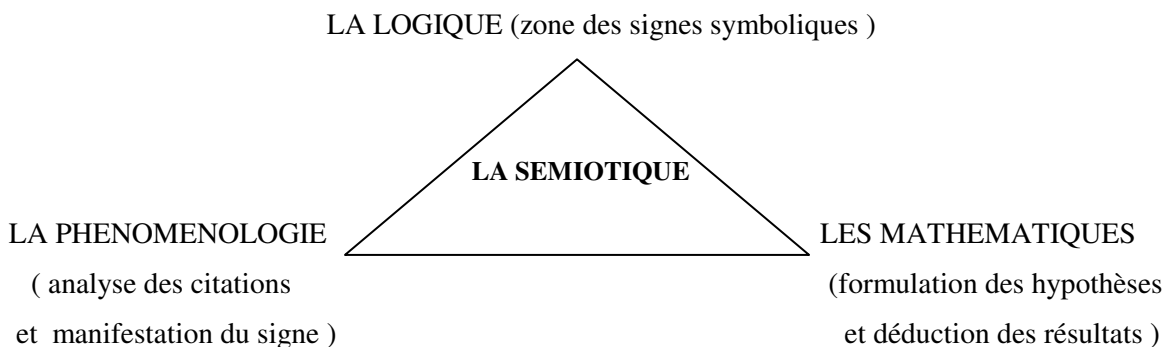 LA LOGIQUE (zone des signes symboliques )
LA SEMIOTIQUE
LA PHENOMENOLOGIE
( analyse des citations
et manifestation du signe )
LES MATHEMATIQUES
(formulation des hypothèses
et déduction des résultats )